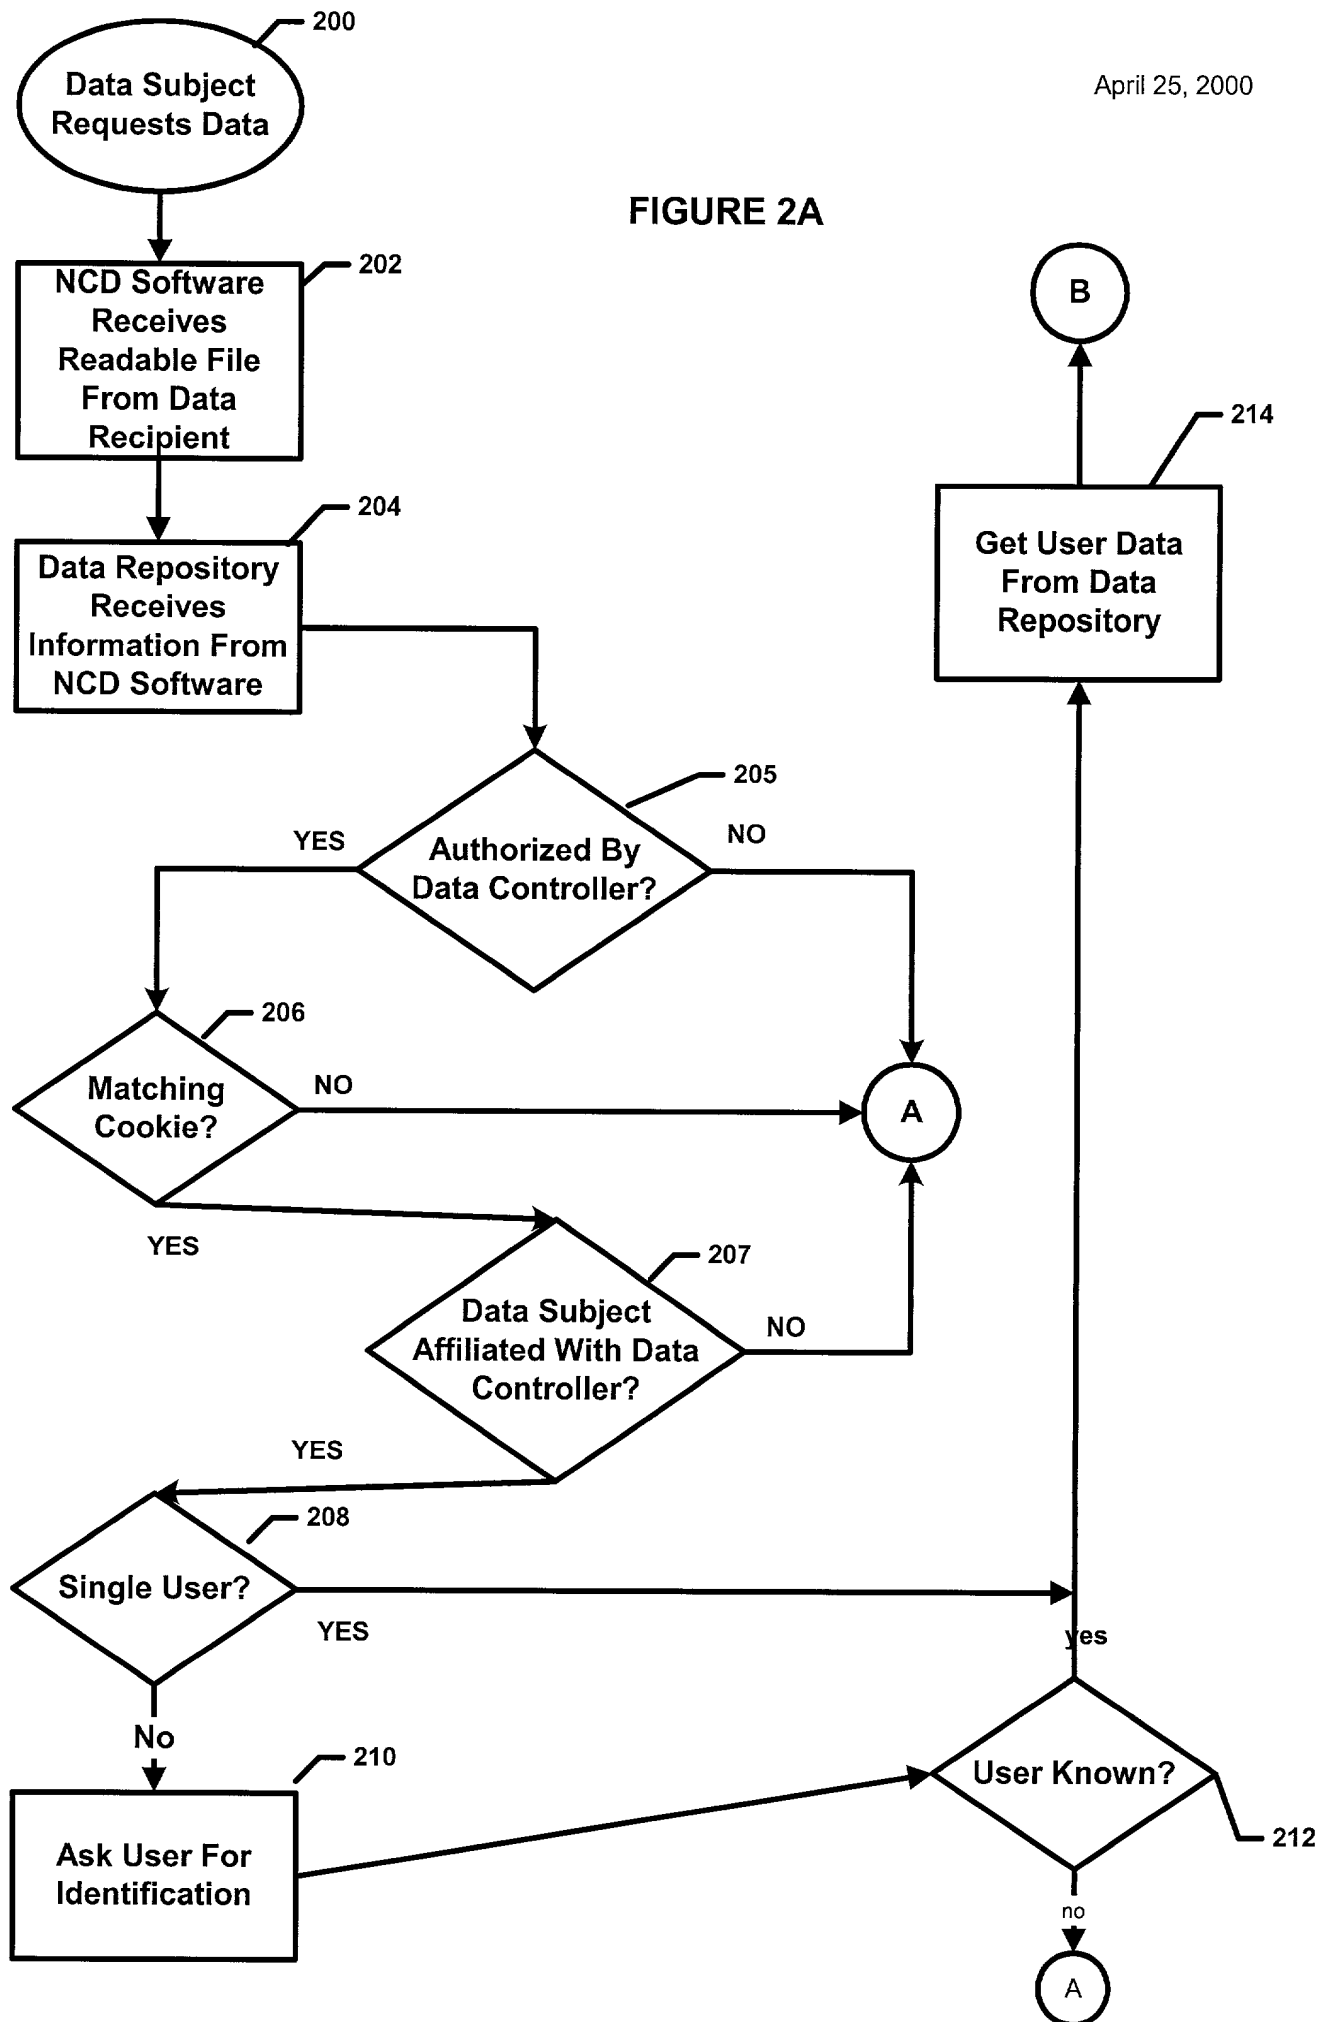 200
Data Subject
Requests Data
April 25, 2000
FIGURE 2A
202
NCD Software
Receives
Readable File
From Data
Recipient
B
214
204
Data Repository
Receives
Information From
NCD Software
Get User Data
From Data
Repository
205
YES
NO
Authorized By
Data Controller?
206
Matching
Cookie?
NO
A
YES
207
Data Subject
Affiliated With Data
Controller?
NO
YES
208
Single User?
YES
yes
No
210
User Known?
212
Ask User For
Identification
no
A